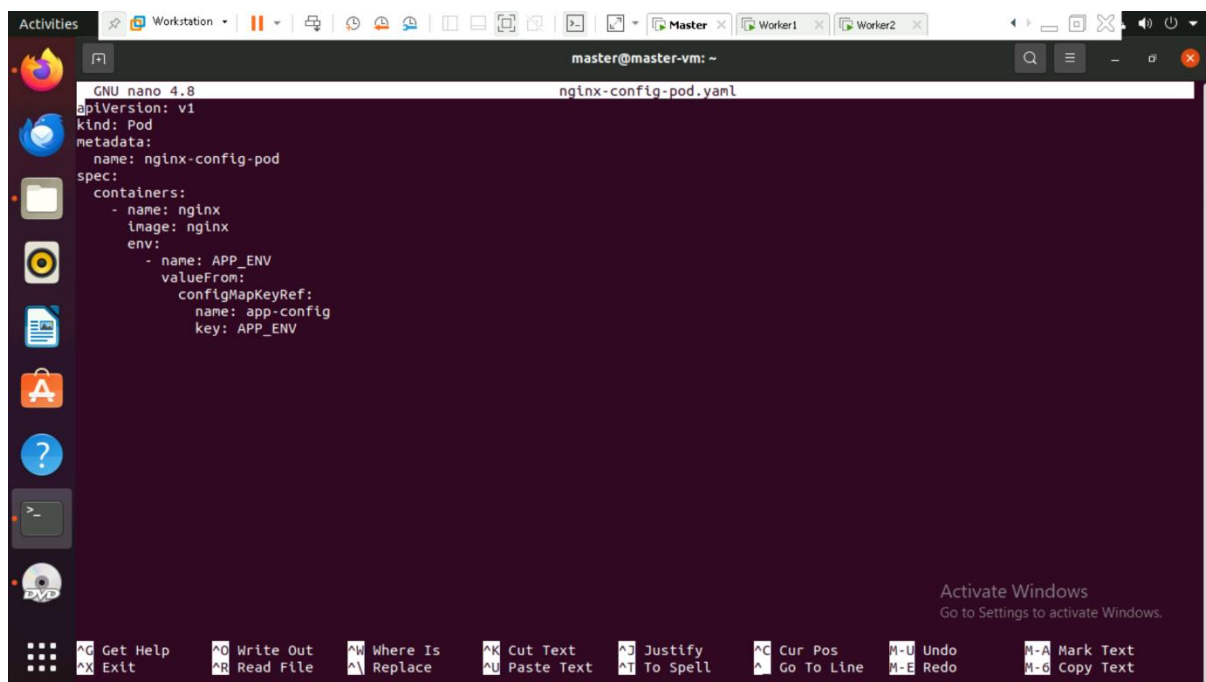 Activities
Workstation
Master
Worker1
Worker2
master@master-vm: ~
GNU nano 4.8 nginx-config-pod.yaml
apiVersion: v1
kind: Pod
metadata:
  name: nginx-config-pod
spec:
  containers:
    - name: nginx
      image: nginx
      env:
        - name: APP_ENV
          valueFrom:
            configMapKeyRef:
              name: app-config
              key: APP_ENV
DVD
Activate Windows
Go to Settings to activate Windows.
^G Get Help ^O Write Out ^W Where Is ^K Cut Text ^J Justify ^C Cur Pos M-U Undo M-A Mark Text
^X Exit ^R Read File ^\ Replace ^U Paste Text ^T To Spell ^_ Go To Line M-E Redo M-6 Copy Text